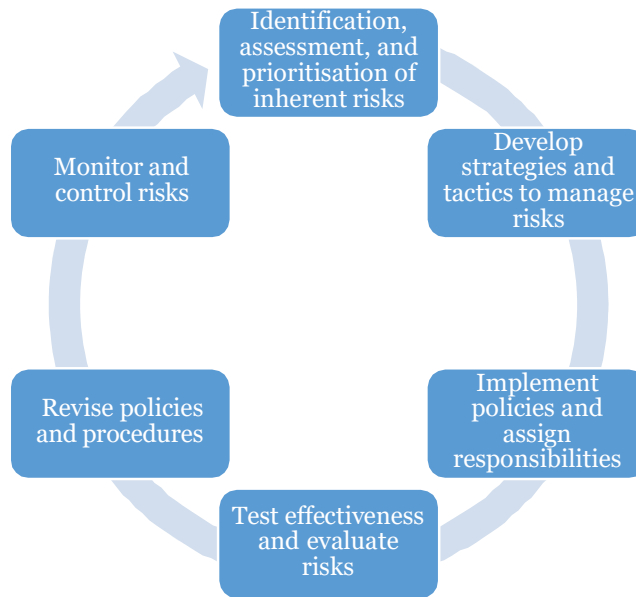 Identification,
assessment, and
prioritisation of
inherent risks
Develop
strategies and
tactics to manage
risks
Implement
policies and
assign
responsibilities
Test effectiveness
and evaluate
risks
Revise policies
and procedures
Monitor and
control risks